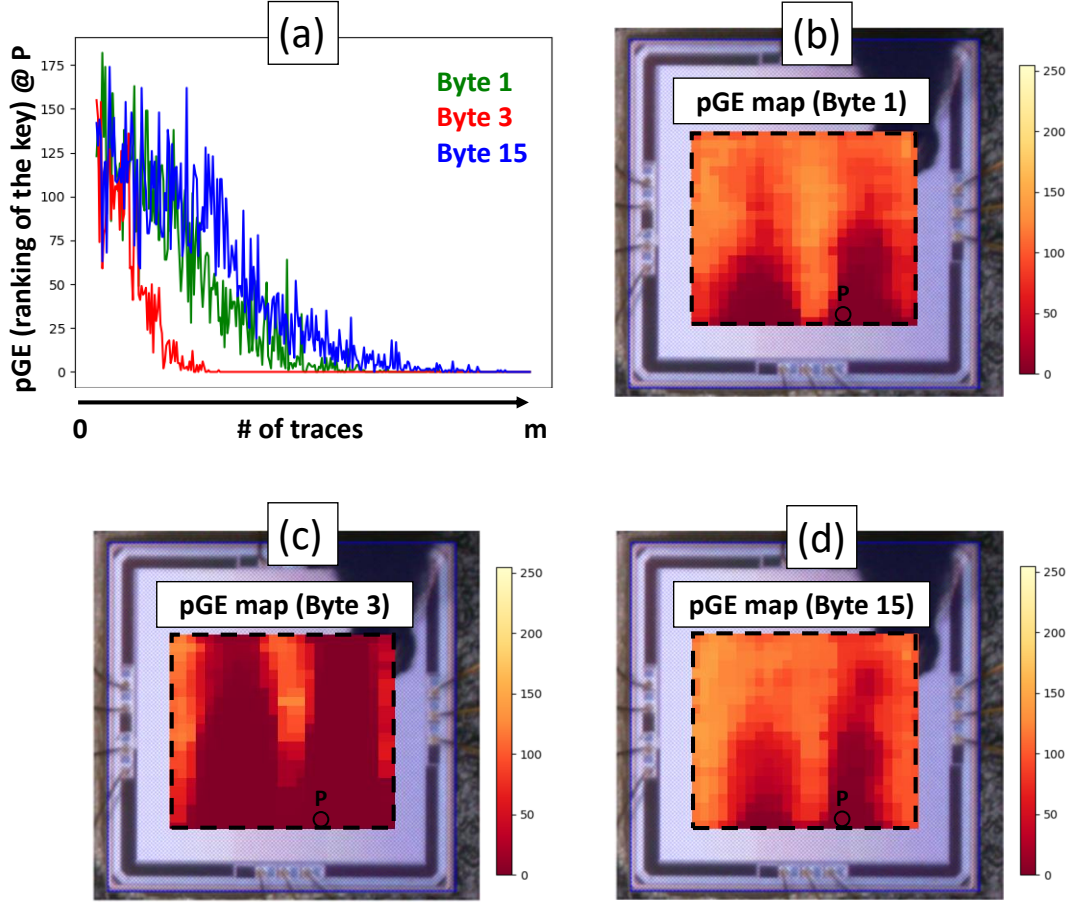 (a)
pGE (ranking of the key) @ P
175
150
125
100
75
50
25
0
Byte 1
Byte 3
Byte 15
0
# of traces
m
(b)
pGE map (Byte 1)
P
250
200
150
100
50
0
(c)
pGE map (Byte 3)
P
250
200
150
100
50
0
(d)
pGE map (Byte 15)
P
250
200
150
100
50
0